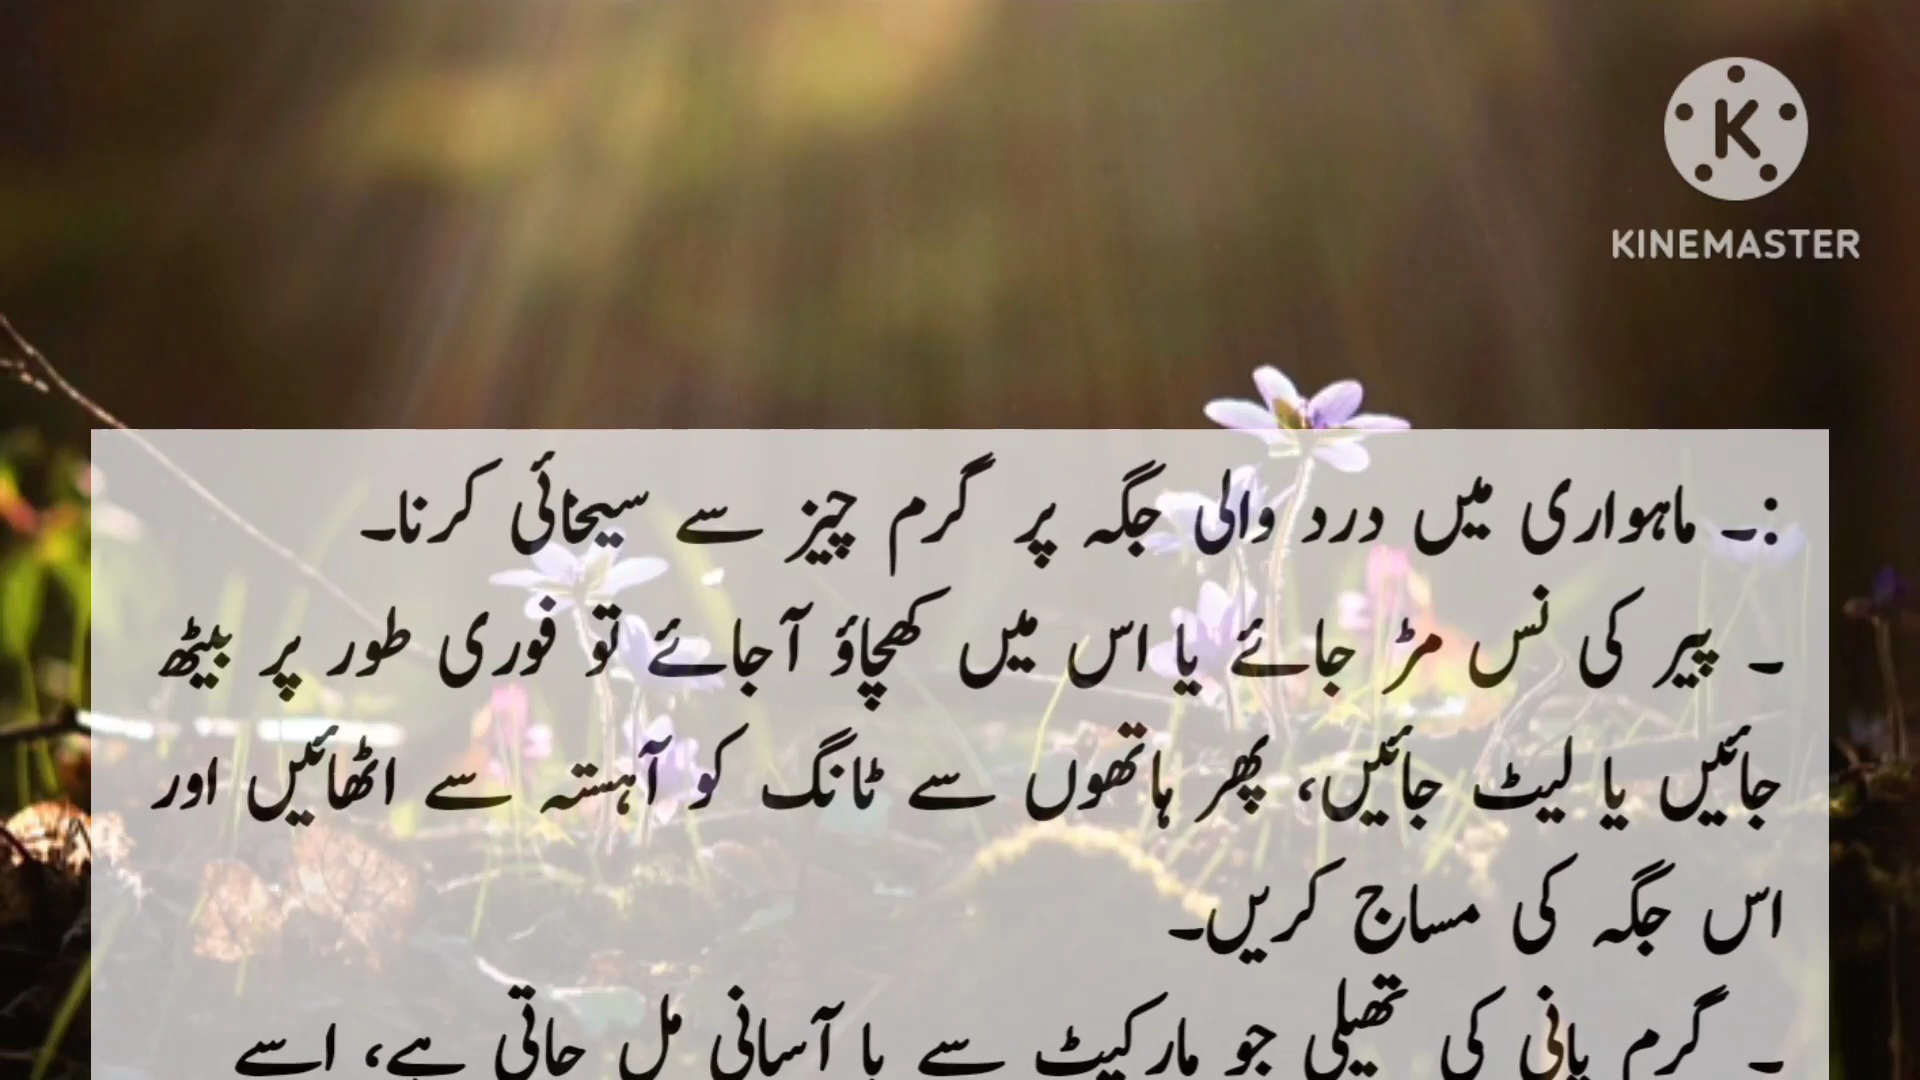 K
KINEMASTER
:۔ ماہواری میں درد والی جگہ پر گرم چیز سے سیحائی کرنا۔
۔ پیر کی نس مڑ جائے یا اس میں کھچاؤ آجائے تو فوری طور پر بیٹھ
جائیں یا لیٹ جائیں، پھر ہاتھوں سے ٹانگ کو آہستہ سے اٹھائیں اور
اس جگہ کی مساج کریں۔
۔ گرم پانی کی تھیلی جو مارکیٹ سے با آسانی مل جاتی ہے، اسے